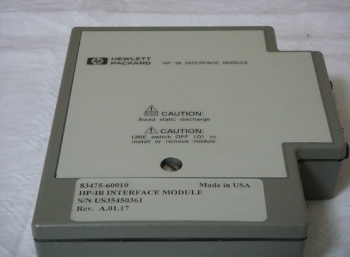 hp
HEWLETT
PACKARD
HP-IB INTERFACE MODULE
CAUTION:
Avoid static discharge
CAUTION:
LINE switch OFF (O) to
install or remove module
83475-60010 Made in USA
HP-IB INTERFACE MODULE
S/N US35450361
Rev. A.01.17